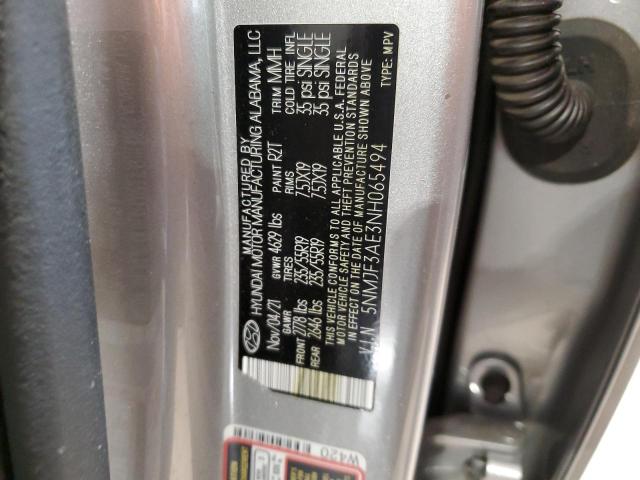 MANUFACTURED BY
HYUNDAI MOTOR MANUFACTURING ALABAMA, LLC
Nov/04/21 GVWR 4629 lbs PAINT R2T TRIM MMH
GAWR TIRES RIMS COLD TIRE INFL
FRONT 2778 lbs 235/55R19 7.5JX19 35 psi SINGLE
REAR 2646 lbs 235/55R19 7.5JX19 35 psi SINGLE
THIS VEHICLE CONFORMS TO ALL APPLICABLE U.S.A. FEDERAL
MOTOR VEHICLE SAFETY AND THEFT PREVENTION STANDARDS
IN EFFECT ON THE DATE OF MANUFACTURE SHOWN ABOVE
V.I.N 5NMJF3AE3NH065494 TYPE: MPV
W420